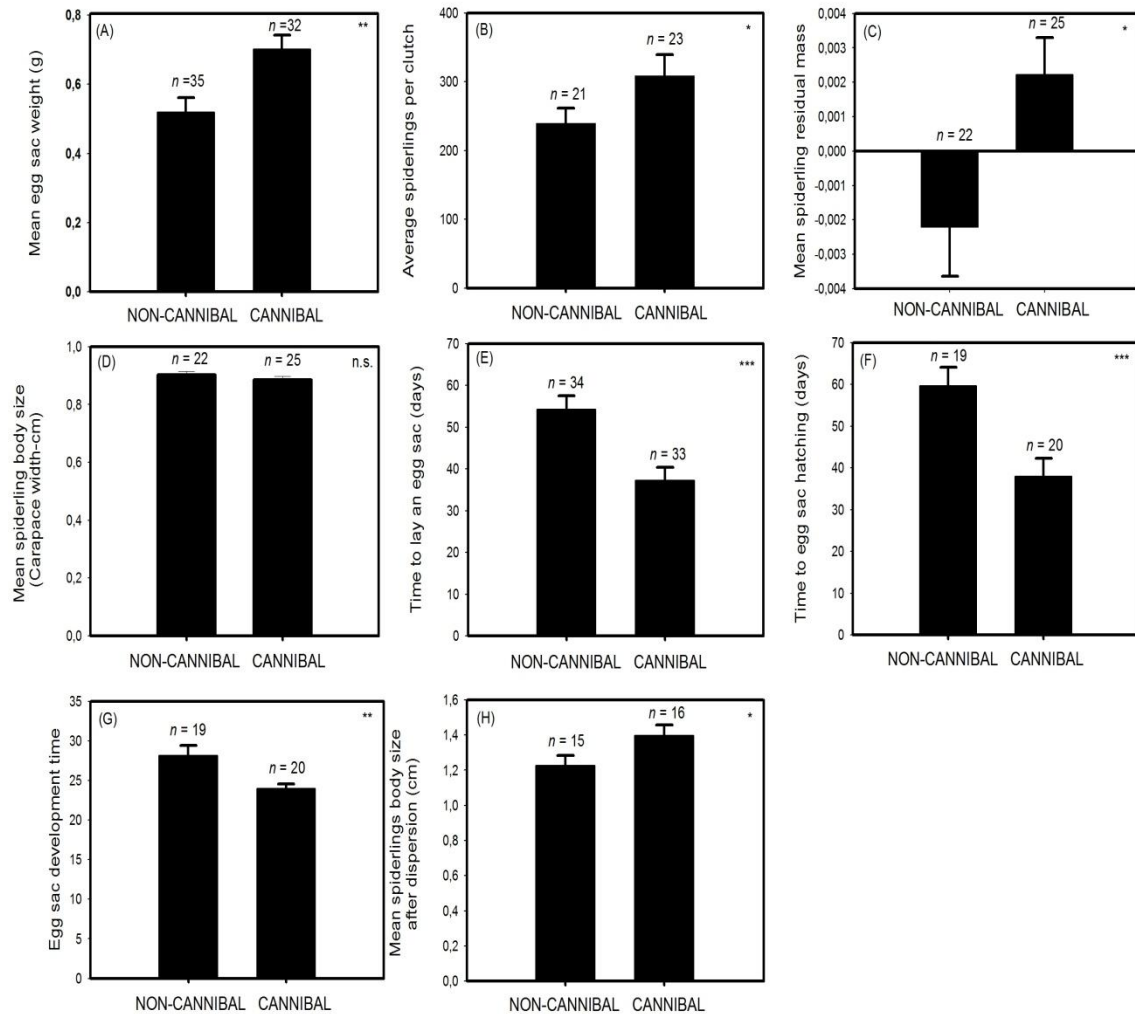 (A)
n =35
n =32
**
0,8
0,6
0,4
0,2
0,0
Mean egg sac weight (g)
NON-CANNIBAL CANNIBAL
(B)
n = 21
n = 23
*
400
300
200
100
0
Average spiderlings per clutch
NON-CANNIBAL CANNIBAL
(C)
n = 22
n = 25
*
0,004
0,003
0,002
0,001
0,000
-0,001
-0,002
-0,003
-0,004
Mean spiderling residual mass
NON-CANNIBAL CANNIBAL
(D)
n = 22
n = 25
n.s.
1,0
0,8
0,6
0,4
0,2
0,0
Mean spiderling body size
(Carapace width-cm)
NON-CANNIBAL CANNIBAL
(E)
n = 34
n = 33
***
70
60
50
40
30
20
10
0
Time to lay an egg sac (days)
NON-CANNIBAL CANNIBAL
(F)
n = 19
n = 20
***
70
60
50
40
30
20
10
0
Time to egg sac hatching (days)
NON-CANNIBAL CANNIBAL
(G)
n = 19
n = 20
**
35
30
25
20
15
10
5
0
Egg sac development time
NON-CANNIBAL CANNIBAL
(H)
n = 15
n = 16
*
1,6
1,4
1,2
1,0
0,8
0,6
0,4
0,2
0,0
Mean spiderlings body size
after dispersion (cm)
NON-CANNIBAL CANNIBAL